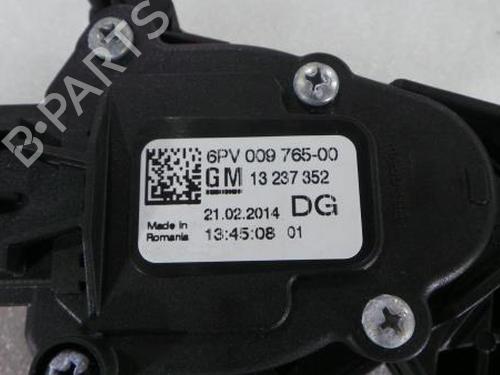 B-PARTS
6PV 009 765-00
GM 13 237 352
21.02.2014 DG
Made in
Romania
13:45:08 01